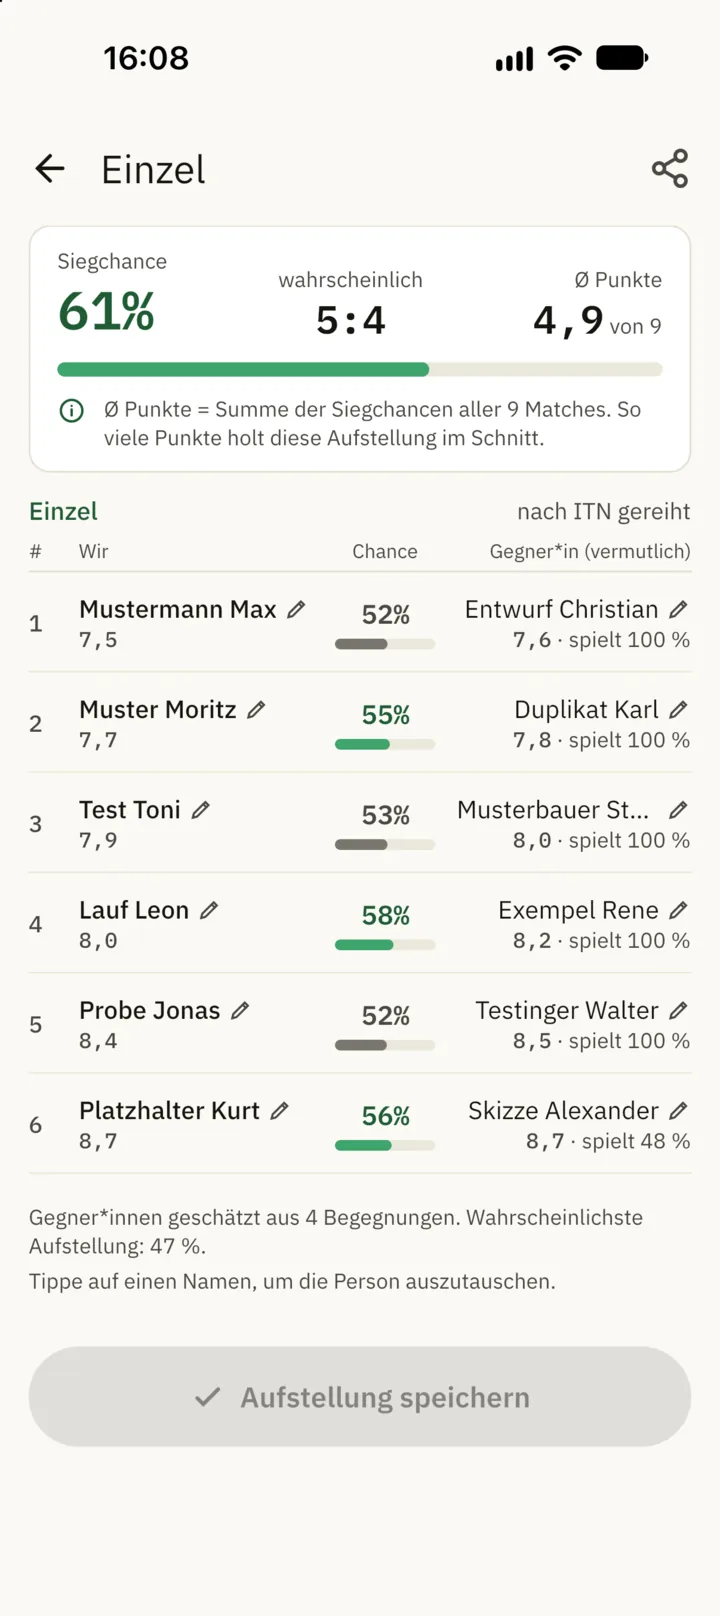 16:08
Einzel
Siegchance
61%
wahrscheinlich
5:4
Ø Punkte
4,9 von 9
Ø Punkte = Summe der Siegchancen aller 9 Matches. So
viele Punkte holt diese Aufstellung im Schnitt.
Einzel nach ITN gereiht
# Wir Chance Gegner*in (vermutlich)
1 Mustermann Max 52% Entwurf Christian
7,5 7,6 · spielt 100 %
2 Muster Moritz 55% Duplikat Karl
7,7 7,8 · spielt 100 %
3 Test Toni 53% Musterbauer St...
7,9 8,0 · spielt 100 %
4 Lauf Leon 58% Exempel Rene
8,0 8,2 · spielt 100 %
5 Probe Jonas 52% Testinger Walter
8,4 8,5 · spielt 100 %
6 Platzhalter Kurt 56% Skizze Alexander
8,7 8,7 · spielt 48 %
Gegner*innen geschätzt aus 4 Begegnungen. Wahrscheinlichste
Aufstellung: 47 %.
Tippe auf einen Namen, um die Person auszutauschen.
Aufstellung speichern